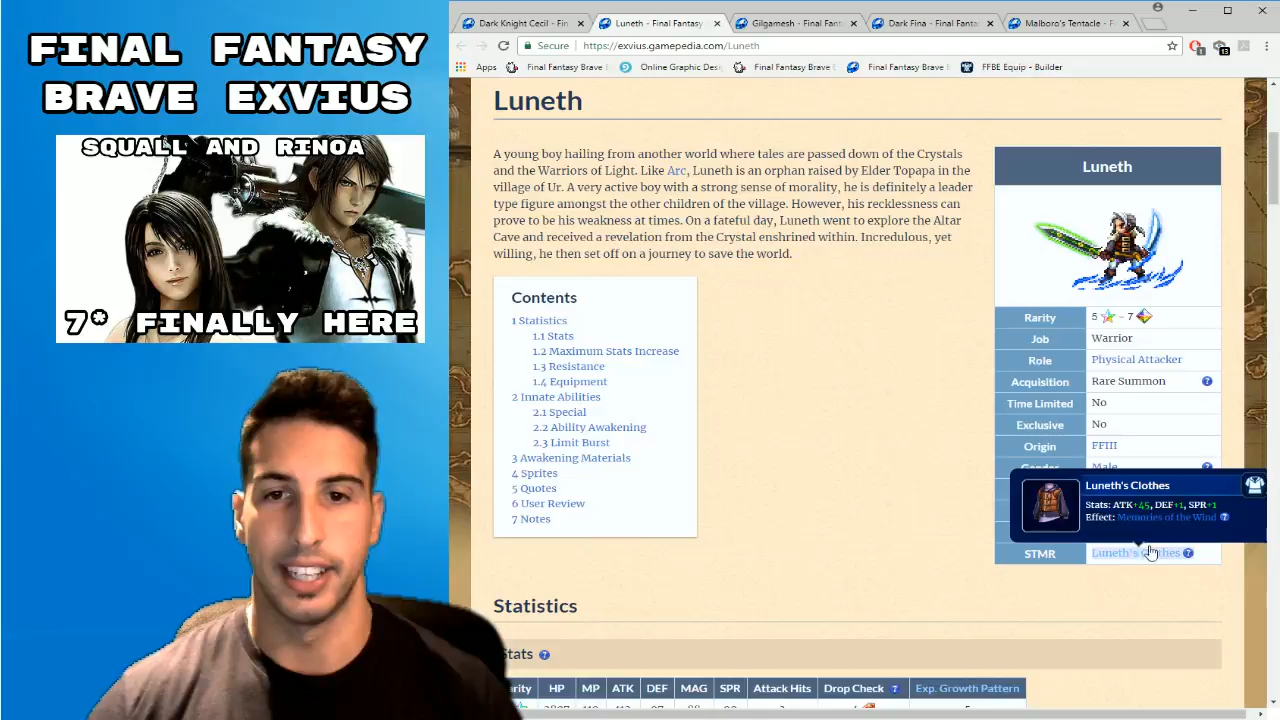 FINAL FANTASY
BRAVE EXVIUS
SQUALL AND RINOA
7* FINALLY HERE
Dark Knight Cecil - Fin
Luneth - Final Fantasy
Gilgamesh - Final Fant
Dark Fina - Final Fanta
Malboro's Tentacle - F
Secure
https://exvius.gamepedia.com/Luneth
Apps
Final Fantasy Brave E
Online Graphic Desi
Final Fantasy Brave
Final Fantasy Brave
FFBE Equip - Builder
Luneth
A young boy hailing from another world where tales are passed down of the Crystals
and the Warriors of Light. Like Arc, Luneth is an orphan raised by Elder Topapa in the
village of Ur. A very active boy with a strong sense of morality, he is definitely a leader
type figure amongst the other children of the village. However, his recklessness can
prove to be his weakness at times. On a fateful day, Luneth went to explore the Altar
Cave and received a revelation from the Crystal enshrined within. Incredulous, yet
willing, he then set off on a journey to save the world.
Contents
1 Statistics
1.1 Stats
1.2 Maximum Stats Increase
1.3 Resistance
1.4 Equipment
2 Innate Abilities
2.1 Special
2.2 Ability Awakening
2.3 Limit Burst
3 Awakening Materials
4 Sprites
5 Quotes
6 User Review
7 Notes
Luneth
Rarity 5 – 7
Job Warrior
Role Physical Attacker
Acquisition Rare Summon
Time Limited No
Exclusive No
Origin FFIII
Gender Male
Luneth's Clothes
Stats: ATK+45, DEF+1, SPR+1
Effect: Memories of the Wind
STMR Luneth's Clothes
Statistics
Stats
HP MP ATK DEF MAG SPR Attack Hits Drop Check Exp. Growth Pattern